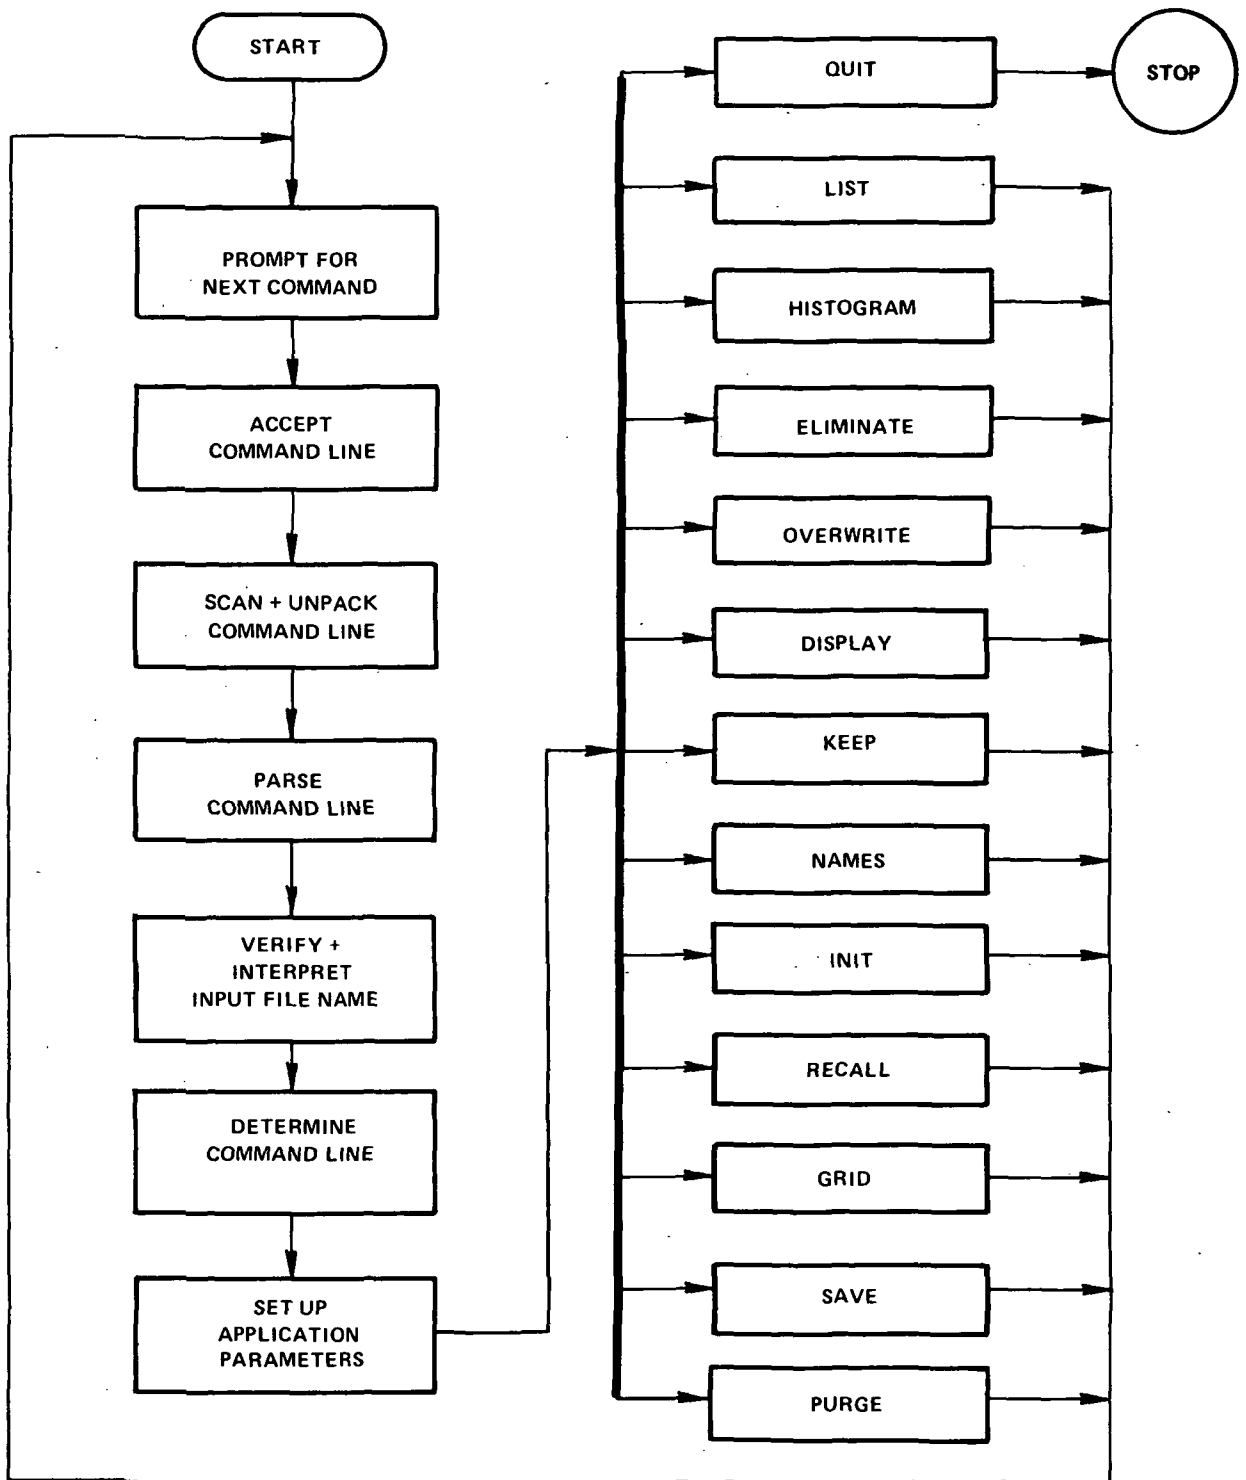 START
PROMPT FOR
NEXT COMMAND
ACCEPT
COMMAND LINE
SCAN + UNPACK
COMMAND LINE
PARSE
COMMAND LINE
VERIFY +
INTERPRET
INPUT FILE NAME
DETERMINE
COMMAND LINE
SET UP
APPLICATION
PARAMETERS
QUIT
STOP
LIST
HISTOGRAM
ELIMINATE
OVERWRITE
DISPLAY
KEEP
NAMES
INIT
RECALL
GRID
SAVE
PURGE